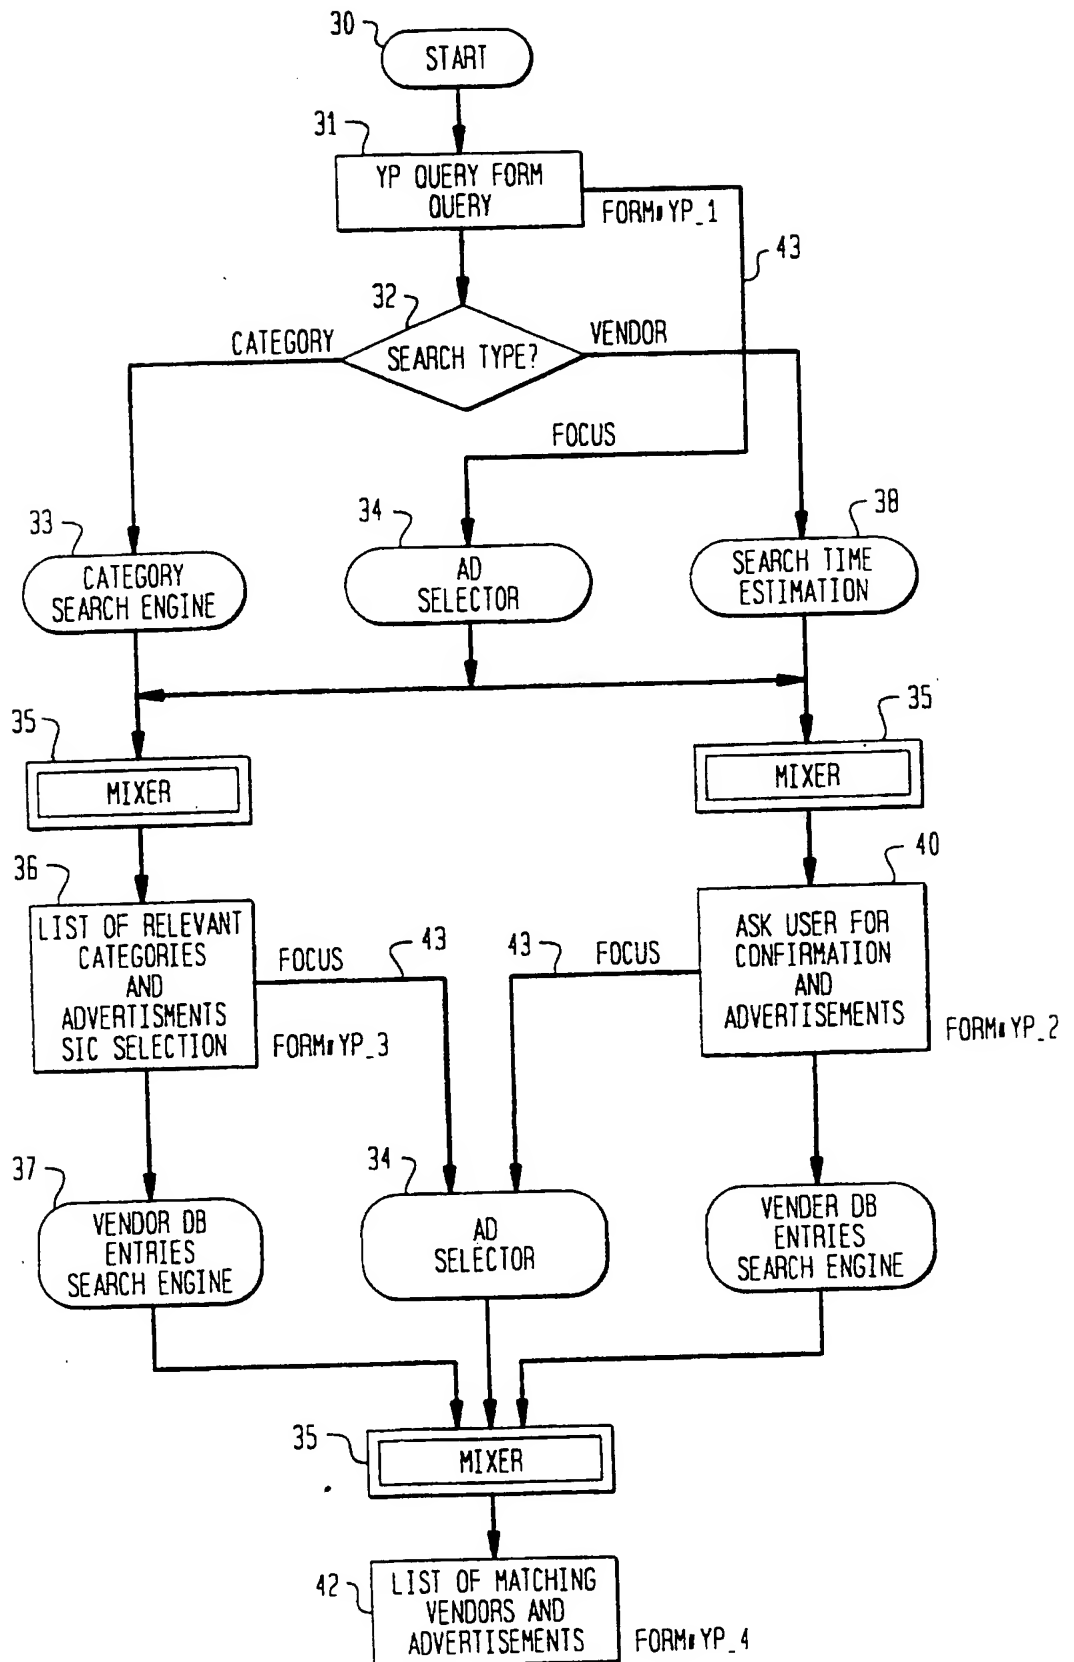 30
START
31
YP QUERY FORM
QUERY
FORM#YP_1
43
32
CATEGORY
SEARCH TYPE?
VENDOR
FOCUS
33
34
38
CATEGORY
SEARCH ENGINE
AD
SELECTOR
SEARCH TIME
ESTIMATION
35
35
MIXER
MIXER
36
40
LIST OF RELEVANT
CATEGORIES
AND
ADVERTISMENTS
SIC SELECTION
FOCUS
43
43
FOCUS
ASK USER FOR
CONFIRMATION
AND
ADVERTISEMENTS
FORM#YP_3
FORM#YP_2
37
34
VENDOR DB
ENTRIES
SEARCH ENGINE
AD
SELECTOR
VENDER DB
ENTRIES
SEARCH ENGINE
35
MIXER
42
LIST OF MATCHING
VENDORS AND
ADVERTISEMENTS
FORM#YP_4